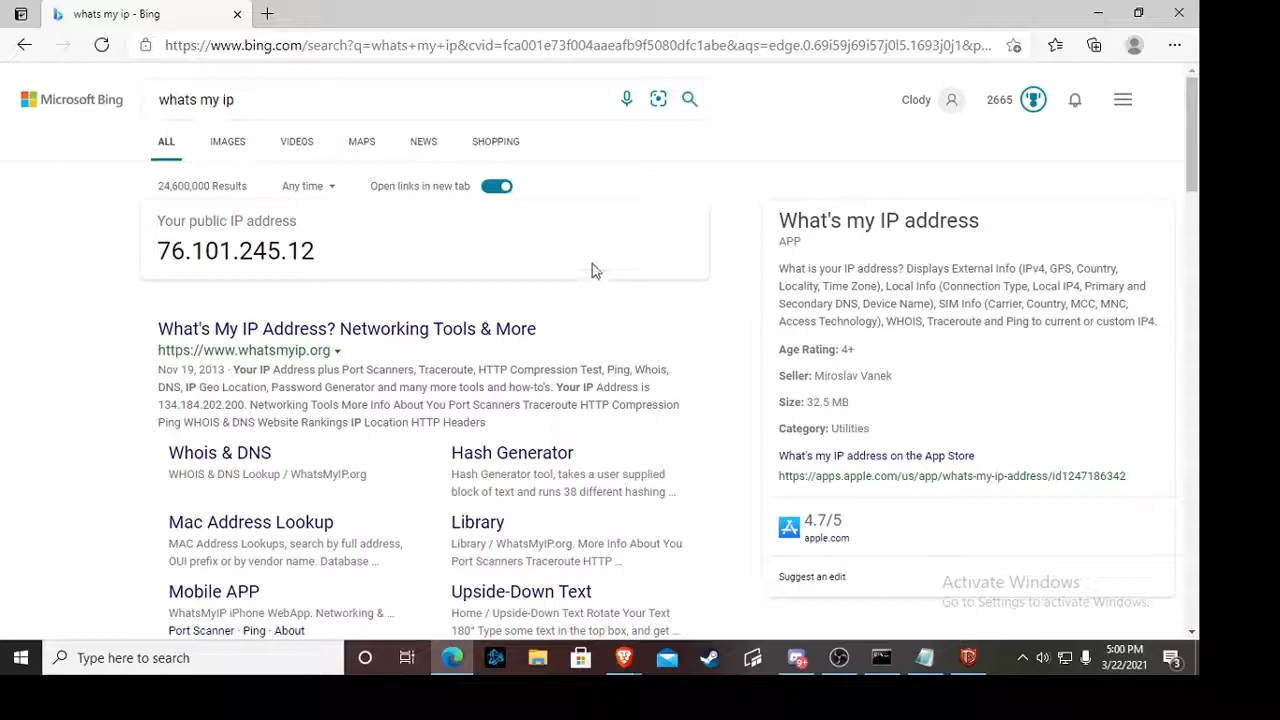 whats my ip - Bing
https://www.bing.com/search?q=whats+my+ip&cvid=fca001e73f004aaeafb9f5080dfc1abe&aqs=edge.0.69i59j69i57j0l5.1693j0j1&p...
Microsoft Bing
whats my ip
Clody
2665
ALL IMAGES VIDEOS MAPS NEWS SHOPPING
24,600,000 Results Any time Open links in new tab
Your public IP address
76.101.245.12
What's My IP Address? Networking Tools & More
https://www.whatsmyip.org
Nov 19, 2013 · Your IP Address plus Port Scanners, Traceroute, HTTP Compression Test, Ping, Whois,
DNS, IP Geo Location, Password Generator and many more tools and how-to's. Your IP Address is
134.184.202.200. Networking Tools More Info About You Port Scanners Traceroute HTTP Compression
Ping WHOIS & DNS Website Rankings IP Location HTTP Headers
Whois & DNS
WHOIS & DNS Lookup / WhatsMyIP.org
Hash Generator
Hash Generator tool, takes a user supplied
block of text and runs 38 different hashing ...
Mac Address Lookup
MAC Address Lookups, search by full address,
OUI prefix or by vendor name. Database ...
Library
Library / WhatsMyIP.org. More Info About You
Port Scanners Traceroute HTTP ...
Mobile APP
WhatsMyIP iPhone WebApp. Networking & ...
Port Scanner · Ping · About
Upside-Down Text
Home / Upside-Down Text Rotate Your Text
180° Type some text in the top box, and get ...
What's my IP address
APP
What is your IP address? Displays External Info (IPv4, GPS, Country,
Locality, Time Zone), Local Info (Connection Type, Local IP4, Primary and
Secondary DNS, Device Name), SIM Info (Carrier, Country, MCC, MNC,
Access Technology), WHOIS, Traceroute and Ping to current or custom IP4.
Age Rating: 4+
Seller: Miroslav Vanek
Size: 32.5 MB
Category: Utilities
What's my IP address on the App Store
https://apps.apple.com/us/app/whats-my-ip-address/id1247186342
4.7/5
apple.com
Suggest an edit
Activate Windows
Go to Settings to activate Windows.
Type here to search
9+
5:00 PM
3/22/2021
3